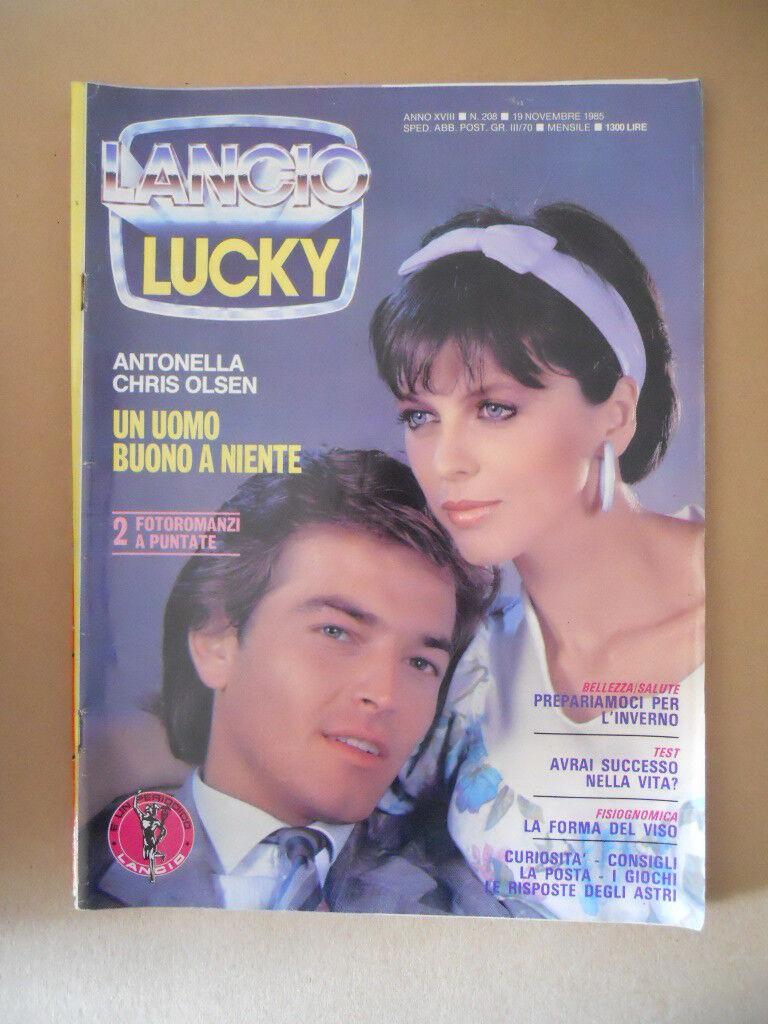 ANNO XVIII ■ N. 208 ■ 19 NOVEMBRE 1985
SPED. ABB. POST. GR. III/70 ■ MENSILE ■ 1300 LIRE
LANCIO
LUCKY
ANTONELLA
CHRIS OLSEN
UN UOMO
BUONO A NIENTE
2 FOTOROMANZI
A PUNTATE
BELLEZZA/SALUTE
PREPARIAMOCI PER
L'INVERNO
TEST
AVRAI SUCCESSO
NELLA VITA?
FISIOGNOMICA
LA FORMA DEL VISO
CURIOSITA' - CONSIGLI
LA POSTA - I GIOCHI
LE RISPOSTE DEGLI ASTRI
E UN PERIODICO
LANCIO